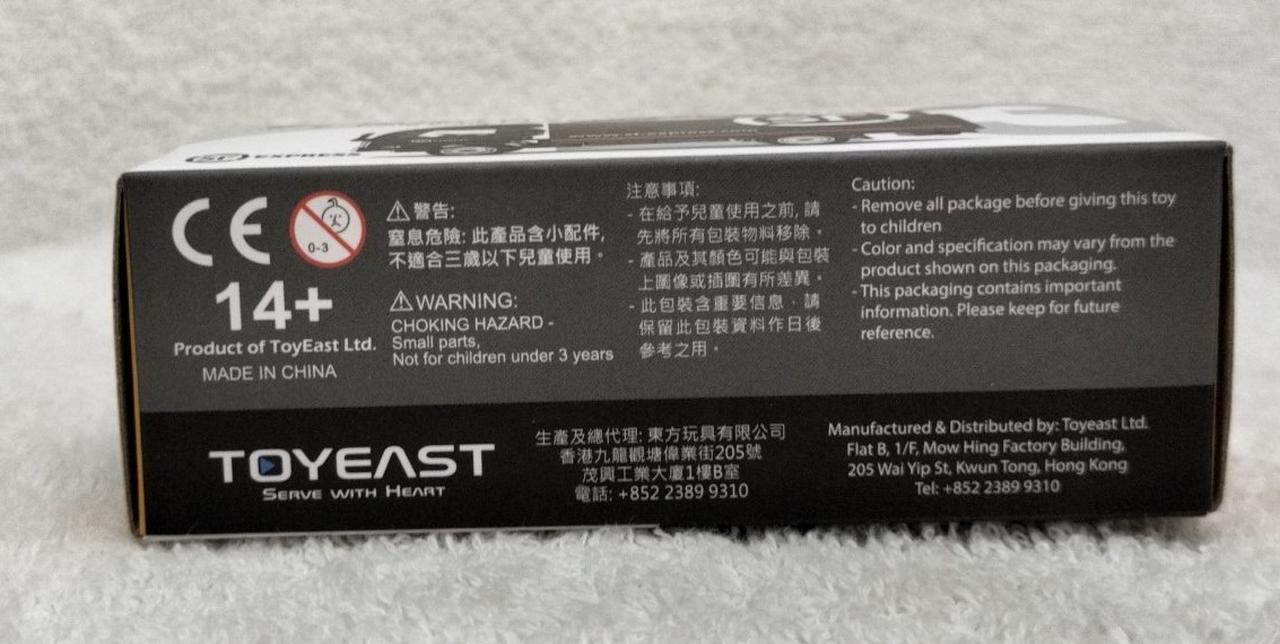 SF EXPRESS
www.sf-express.com
CE
0-3
14+
Product of ToyEast Ltd.
MADE IN CHINA
警告:
窒息危險: 此產品含小配件,
不適合三歲以下兒童使用。
WARNING:
CHOKING HAZARD -
Small parts,
Not for children under 3 years
注意事項:
- 在給予兒童使用之前, 請
先將所有包裝物料移除。
- 產品及其顏色可能與包裝
上圖像或插圖有所差異。
- 此包裝含重要信息，請
保留此包裝資料作日後
參考之用。
Caution:
- Remove all package before giving this toy
to children
- Color and specification may vary from the
product shown on this packaging.
- This packaging contains important
information. Please keep for future
reference.
TOYEAST
SERVE WITH HEART
生產及總代理: 東方玩具有限公司
香港九龍觀塘偉業街205號
茂興工業大廈1樓B室
電話: +852 2389 9310
Manufactured & Distributed by: Toyeast Ltd.
Flat B, 1/F, Mow Hing Factory Building,
205 Wai Yip St, Kwun Tong, Hong Kong
Tel: +852 2389 9310